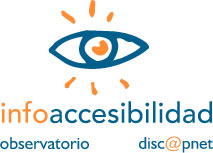 infoaccesibilidad
observatorio disc@pnet